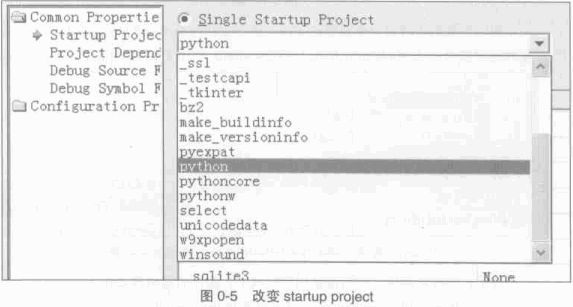 Common Propertie
Startup Projec
Project Depend
Debug Source F
Debug Symbol F
Configuration Pr
Single Startup Project
python
_ssl
_testcapi
_tkinter
bz2
make_buildinfo
make_versioninfo
pyexpat
python
pythoncore
pythonw
select
unicodedata
w9xpopen
winsound
_sqlite3
None
图 0-5 改变 startup project